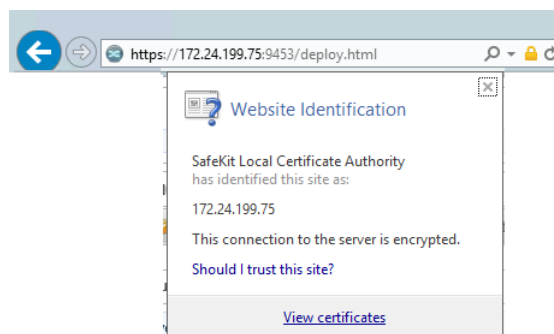 https://172.24.199.75:9453/deploy.html
Website Identification
SafeKit Local Certificate Authority
has identified this site as:
172.24.199.75
This connection to the server is encrypted.
Should I trust this site?
View certificates